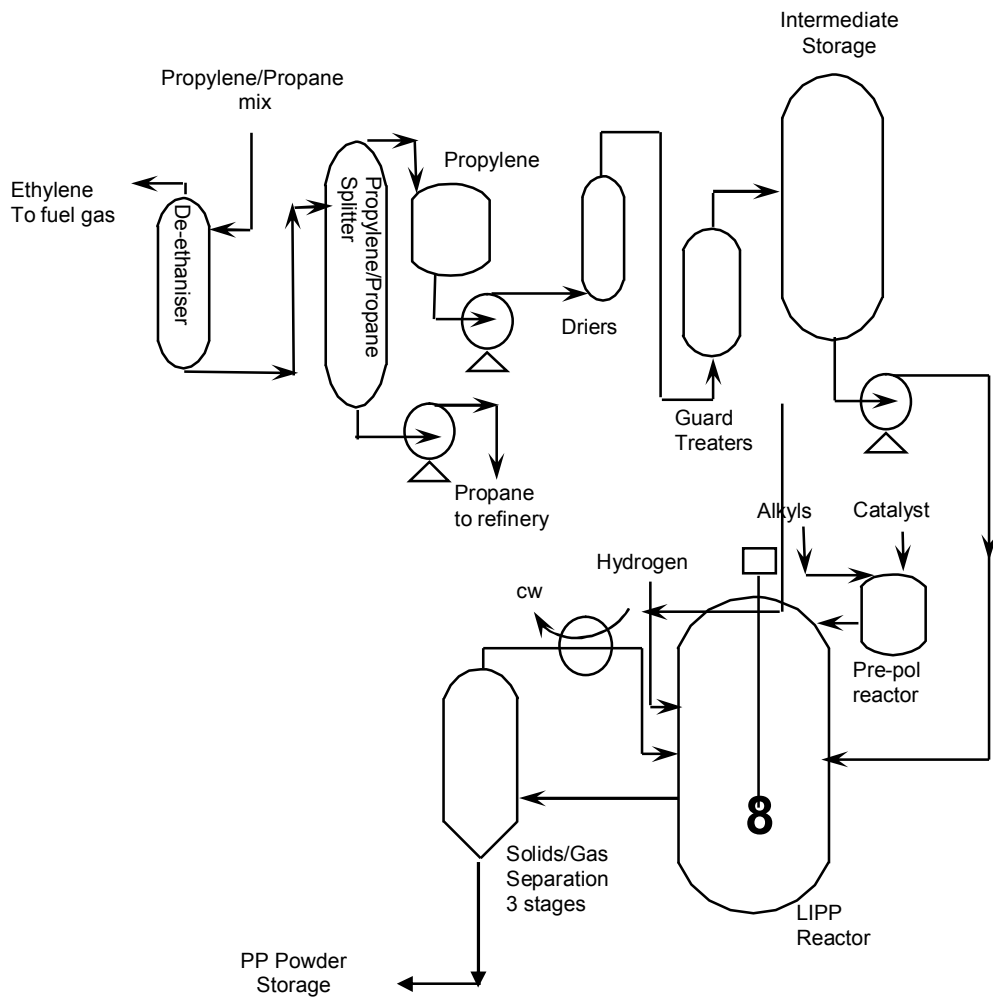 Intermediate
Storage
Propylene/Propane
mix
Propylene
Ethylene
To fuel gas
De-ethaniser
Propylene/Propane
Splitter
Driers
Guard
Treaters
Propane
to refinery
Alkyls
Catalyst
Hydrogen
cw
Pre-pol
reactor
8
Solids/Gas
Separation
3 stages
LIPP
Reactor
PP Powder
Storage